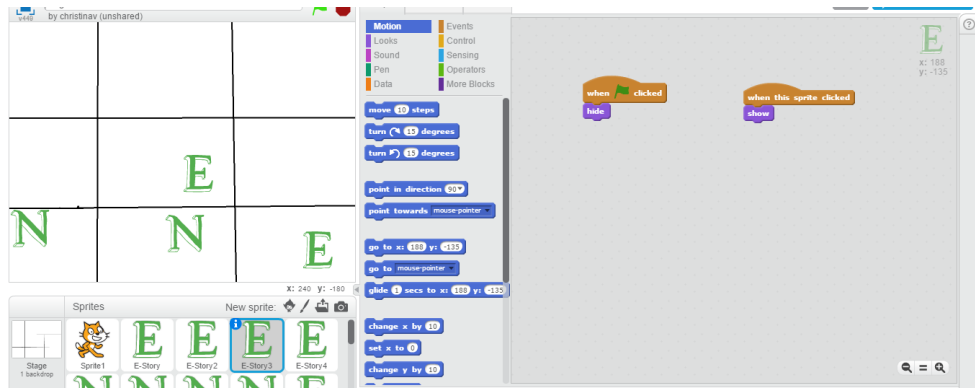 by christinav (unshared)
E
N
N
E
X: 240 y: -180
Sprites
New sprite:
Stage
1 backdrop
Sprite1
E-Story
E-Story2
E-Story3
E-Story4
Motion
Looks
Sound
Pen
Data
Events
Control
Sensing
Operators
More Blocks
move 10 steps
turn 15 degrees
turn 15 degrees
point in direction 90
point towards mouse-pointer
go to x: 188 y: -135
go to mouse-pointer
glide 1 secs to x: 188 y: -135
change x by 10
set x to 0
change y by 10
when clicked
hide
when this sprite clicked
show
E
x: 188
y: -135